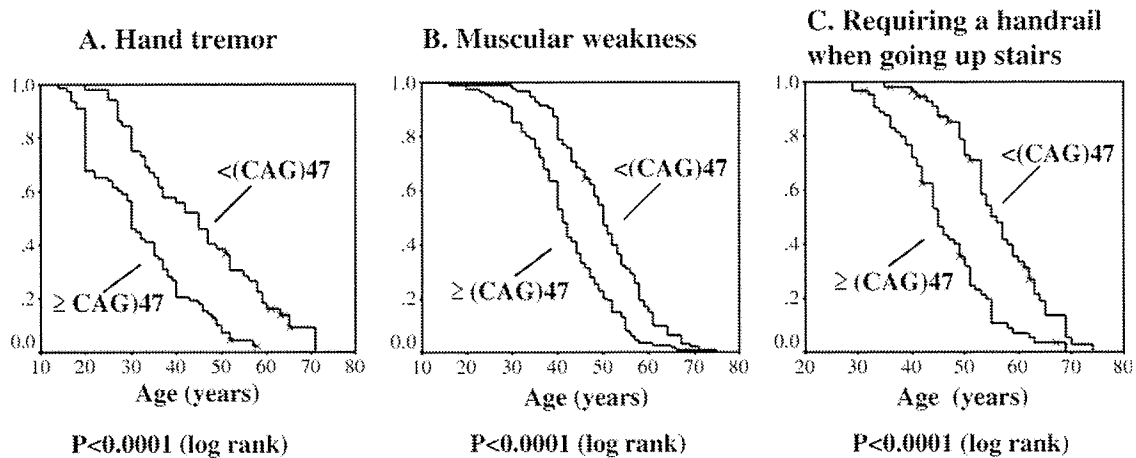 A. Hand tremor
1.0
.8
.6
.4
.2
0.0
<(CAG)47
≥ CAG)47
10 20 30 40 50 60 70 80
Age (years)
P<0.0001 (log rank)
B. Muscular weakness
1.0
.8
.6
.4
.2
0.0
<(CAG)47
≥ (CAG)47
10 20 30 40 50 60 70 80
Age (years)
P<0.0001 (log rank)
C. Requiring a handrail
when going up stairs
1.0
.8
.6
.4
.2
0.0
<(CAG)47
≥ (CAG)47
20 30 40 50 60 70 80
Age (years)
P<0.0001 (log rank)